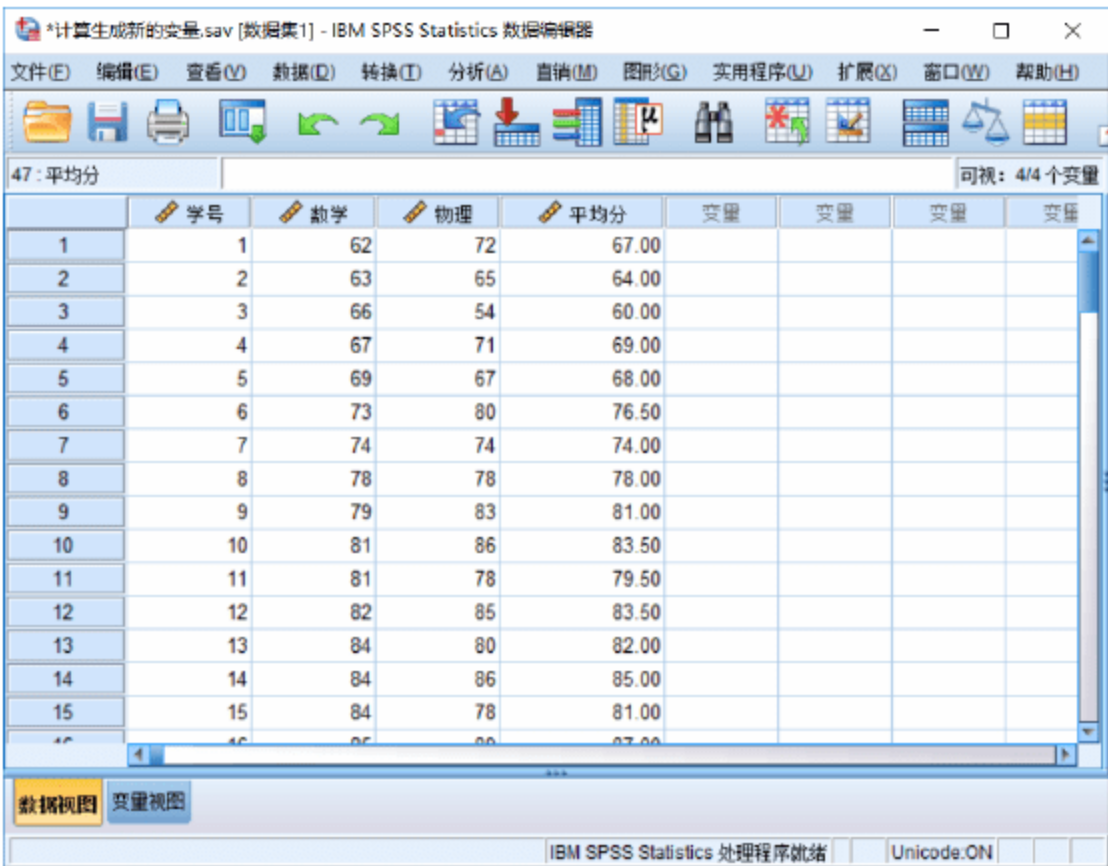 *计算生成新的变量.sav [数据集1] - IBM SPSS Statistics 数据编辑器
文件(F) 编辑(E) 查看(V) 数据(D) 转换(T) 分析(A) 直销(M) 图形(G) 实用程序(U) 扩展(X) 窗口(W) 帮助(H)
47 : 平均分 可视: 4/4 个变量
学号 数学 物理 平均分 变量 变量 变量 变量
1 1 62 72 67.00
2 2 63 65 64.00
3 3 66 54 60.00
4 4 67 71 69.00
5 5 69 67 68.00
6 6 73 80 76.50
7 7 74 74 74.00
8 8 78 78 78.00
9 9 79 83 81.00
10 10 81 86 83.50
11 11 81 78 79.50
12 12 82 85 83.50
13 13 84 80 82.00
14 14 84 86 85.00
15 15 84 78 81.00
数据视图 变量视图
IBM SPSS Statistics 处理程序就绪 Unicode:ON